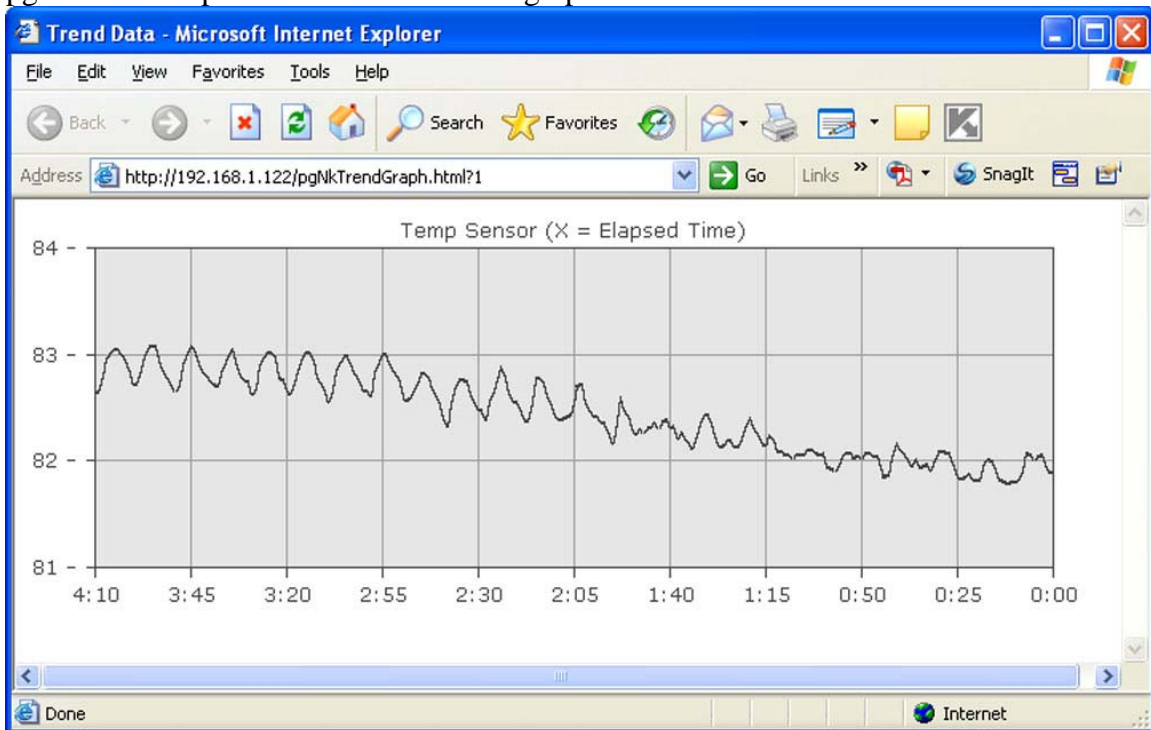 Trend Data - Microsoft Internet Explorer
File Edit View Favorites Tools Help
Back Search Favorites
Address http://192.168.1.122/pgNkTrendGraph.html?1 Go Links » SnagIt
Temp Sensor (X = Elapsed Time)
84 -
83 -
82 -
81 -
4:10 3:45 3:20 2:55 2:30 2:05 1:40 1:15 0:50 0:25 0:00
Done Internet